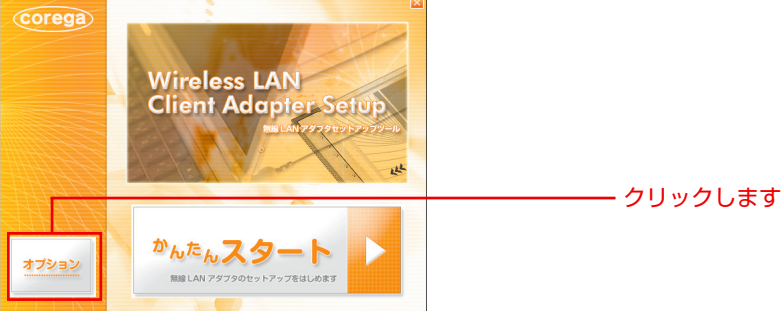 corega
Wireless LAN
Client Adapter Setup
無線LANアダプタセットアップツール
クリックします
オプション
かんたんスタート
無線 LAN アダプタのセットアップをはじめます